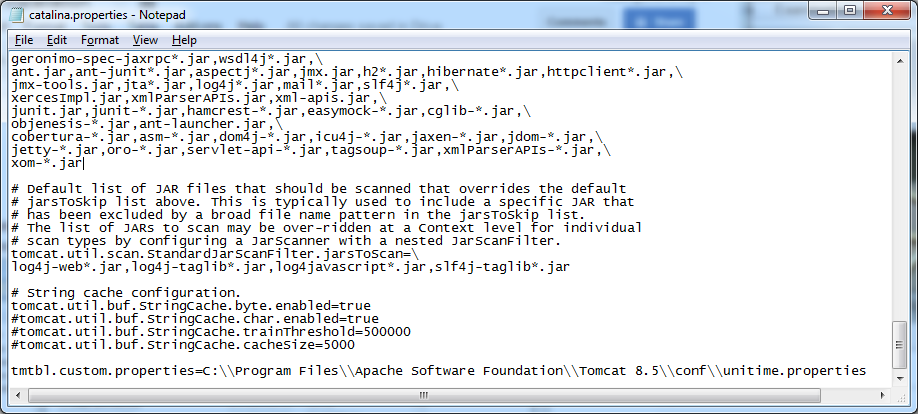 catalina.properties - Notepad
File Edit Format View Help
geronimo-spec-jaxrpc*.jar,wsdl4j*.jar,\
ant.jar,ant-junit*.jar,aspectj*.jar,jmx.jar,h2*.jar,hibernate*.jar,httpclient*.jar,\
jmx-tools.jar,jta*.jar,log4j*.jar,mail*.jar,slf4j*.jar,\
xercesImpl.jar,xmlParserAPIs.jar,xml-apis.jar,\
junit.jar,junit-*.jar,hamcrest-*.jar,easymock-*.jar,cglib-*.jar,\
objenesis-*.jar,ant-launcher.jar,\
cobertura-*.jar,asm-*.jar,dom4j-*.jar,icu4j-*.jar,jaxen-*.jar,jdom-*.jar,\
jetty-*.jar,oro-*.jar,servlet-api-*.jar,tagsoup-*.jar,xmlParserAPIs-*.jar,\
xom-*.jar
# Default list of JAR files that should be scanned that overrides the default
# jarsToSkip list above. This is typically used to include a specific JAR that
# has been excluded by a broad file name pattern in the jarsToSkip list.
# The list of JARs to scan may be over-ridden at a Context level for individual
# scan types by configuring a JarScanner with a nested JarScanFilter.
tomcat.util.scan.StandardJarScanFilter.jarsToScan=\
log4j-web*.jar,log4j-taglib*.jar,log4javascript*.jar,slf4j-taglib*.jar
# String cache configuration.
tomcat.util.buf.StringCache.byte.enabled=true
#tomcat.util.buf.StringCache.char.enabled=true
#tomcat.util.buf.StringCache.trainThreshold=500000
#tomcat.util.buf.StringCache.cacheSize=5000
tmtbl.custom.properties=C:\\Program Files\\Apache Software Foundation\\Tomcat 8.5\\conf\\unitime.properties